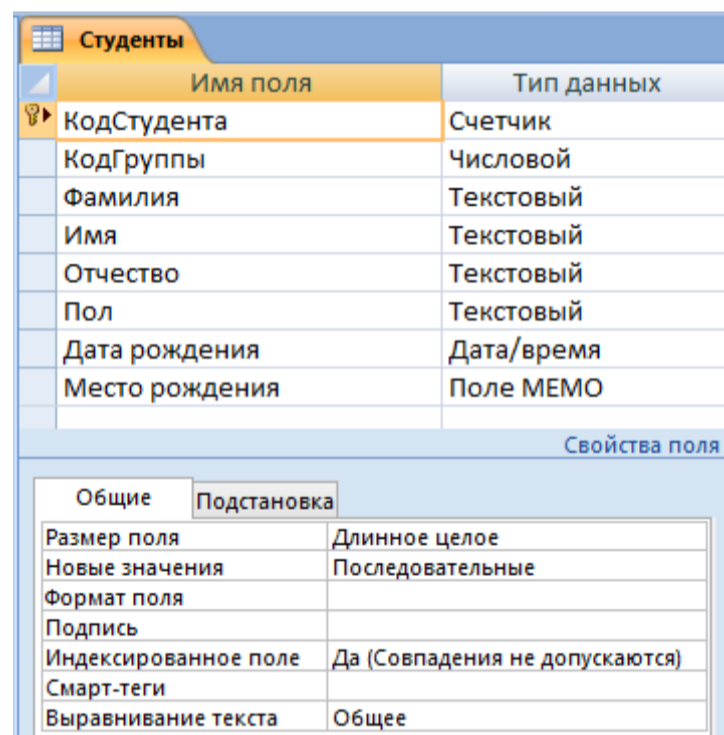 Студенты
Имя поля Тип данных
КодСтудента Счетчик
КодГруппы Числовой
Фамилия Текстовый
Имя Текстовый
Отчество Текстовый
Пол Текстовый
Дата рождения Дата/время
Место рождения Поле МЕМО
Свойства поля
Общие Подстановка
Размер поля Длинное целое
Новые значения Последовательные
Формат поля
Подпись
Индексированное поле Да (Совпадения не допускаются)
Смарт-теги
Выравнивание текста Общее